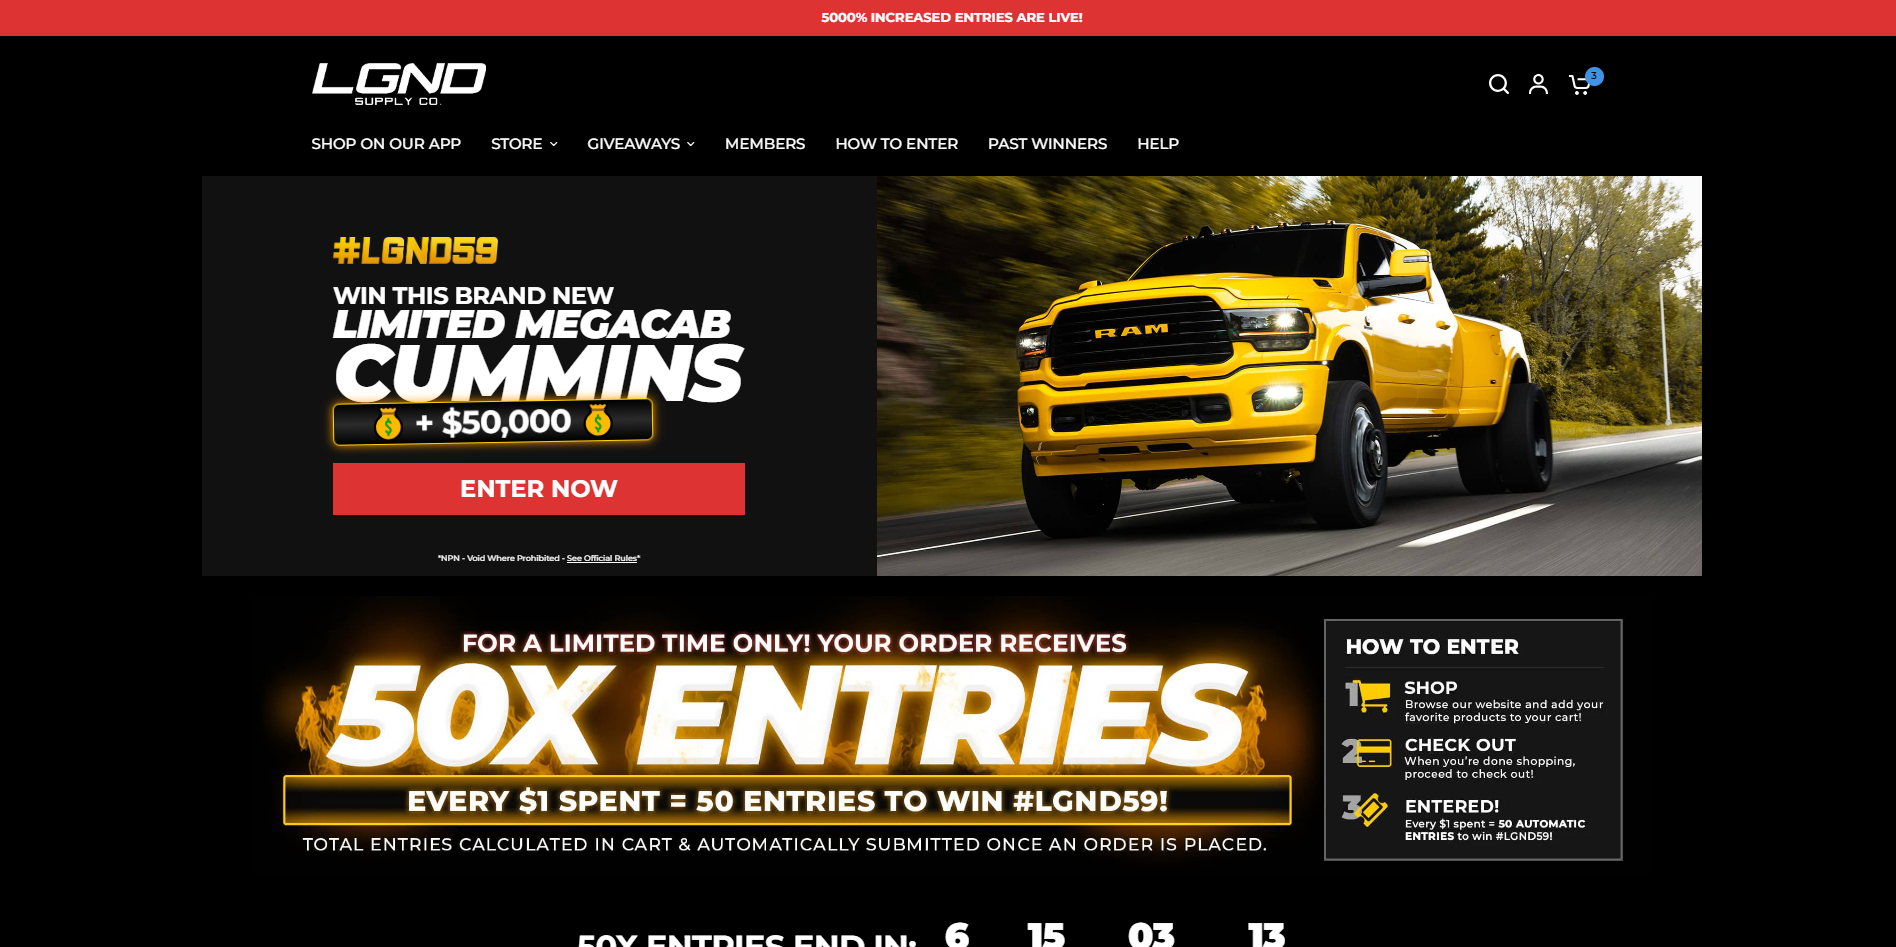 5000% INCREASED ENTRIES ARE LIVE!
LGND
SUPPLY CO.
3
SHOP ON OUR APP STORE GIVEAWAYS MEMBERS HOW TO ENTER PAST WINNERS HELP
#LGND59
WIN THIS BRAND NEW
LIMITED MEGACAB
CUMMINS
+ $50,000
ENTER NOW
*NPN - Void Where Prohibited - See Official Rules*
RAM
FOR A LIMITED TIME ONLY! YOUR ORDER RECEIVES
50X ENTRIES
EVERY $1 SPENT = 50 ENTRIES TO WIN #LGND59!
TOTAL ENTRIES CALCULATED IN CART & AUTOMATICALLY SUBMITTED ONCE AN ORDER IS PLACED.
HOW TO ENTER
1 SHOP
Browse our website and add your
favorite products to your cart!
2 CHECK OUT
When you're done shopping,
proceed to check out!
3 ENTERED!
Every $1 spent = 50 AUTOMATIC
ENTRIES to win #LGND59!
50X ENTRIES END IN: 6 15 03 13